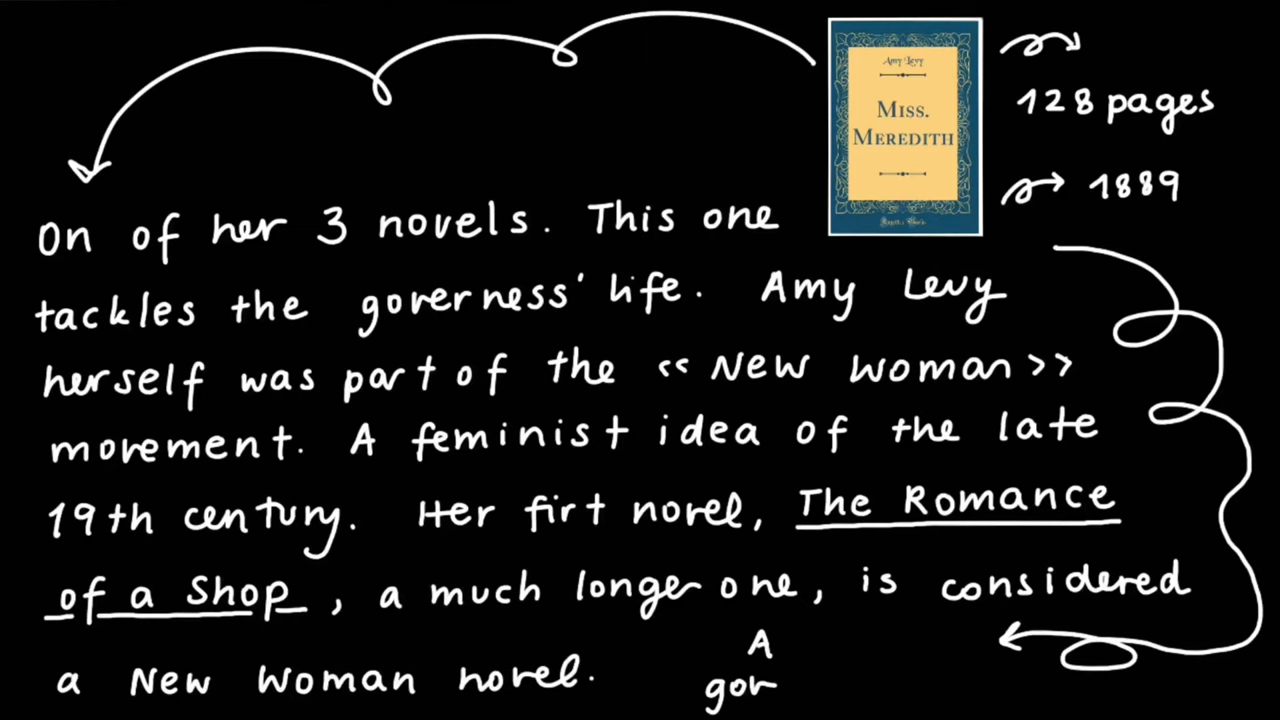 Amy Levy
MISS.
MEREDITH
128 pages
1889
On of her 3 novels. This one
tackles the governess' life. Amy Levy
herself was part of the << New Woman >>
movement. A feminist idea of the late
19th century. Her firt novel, The Romance
of a Shop, a much longer one, is considered
a New Woman novel.
A
gor